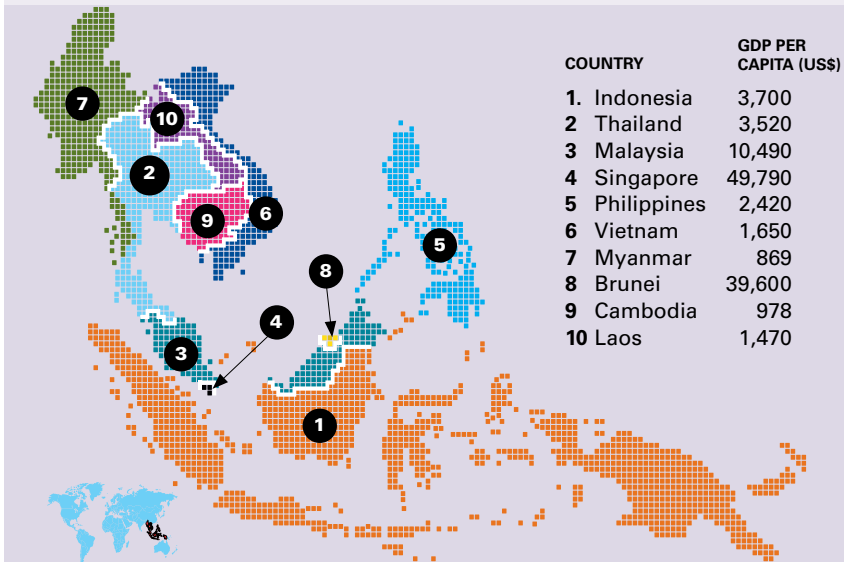 COUNTRY GDP PER CAPITA (US$)
1. Indonesia 3,700
2 Thailand 3,520
3 Malaysia 10,490
4 Singapore 49,790
5 Philippines 2,420
6 Vietnam 1,650
7 Myanmar 869
8 Brunei 39,600
9 Cambodia 978
10 Laos 1,470
7
10
2
9
6
5
8
4
3
1